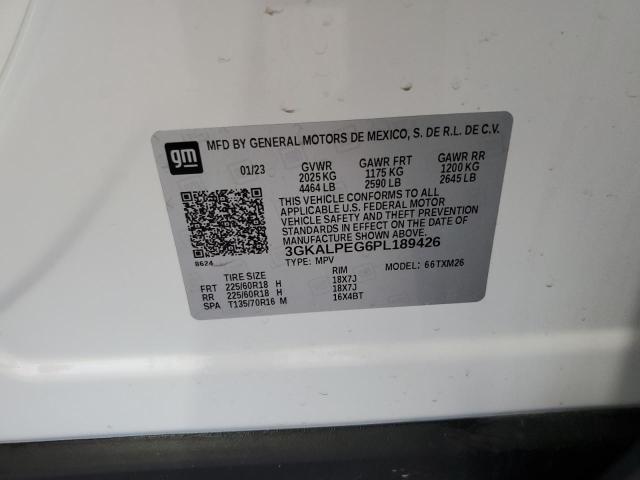 MFD BY GENERAL MOTORS DE MEXICO, S. DE R.L. DE C.V.
gm
01/23 GVWR GAWR FRT GAWR RR
2025 KG 1175 KG 1200 KG
4464 LB 2590 LB 2645 LB
THIS VEHICLE CONFORMS TO ALL
APPLICABLE U.S. FEDERAL MOTOR
VEHICLE SAFETY AND THEFT PREVENTION
STANDARDS IN EFFECT ON THE DATE OF
MANUFACTURE SHOWN ABOVE.
3GKALPEG6PL189426
8624
TYPE: MPV MODEL: 66TXM26
TIRE SIZE RIM
FRT 225/60R18 H 18X7J
RR 225/60R18 H 18X7J
SPA T135/70R16 M 16X4BT